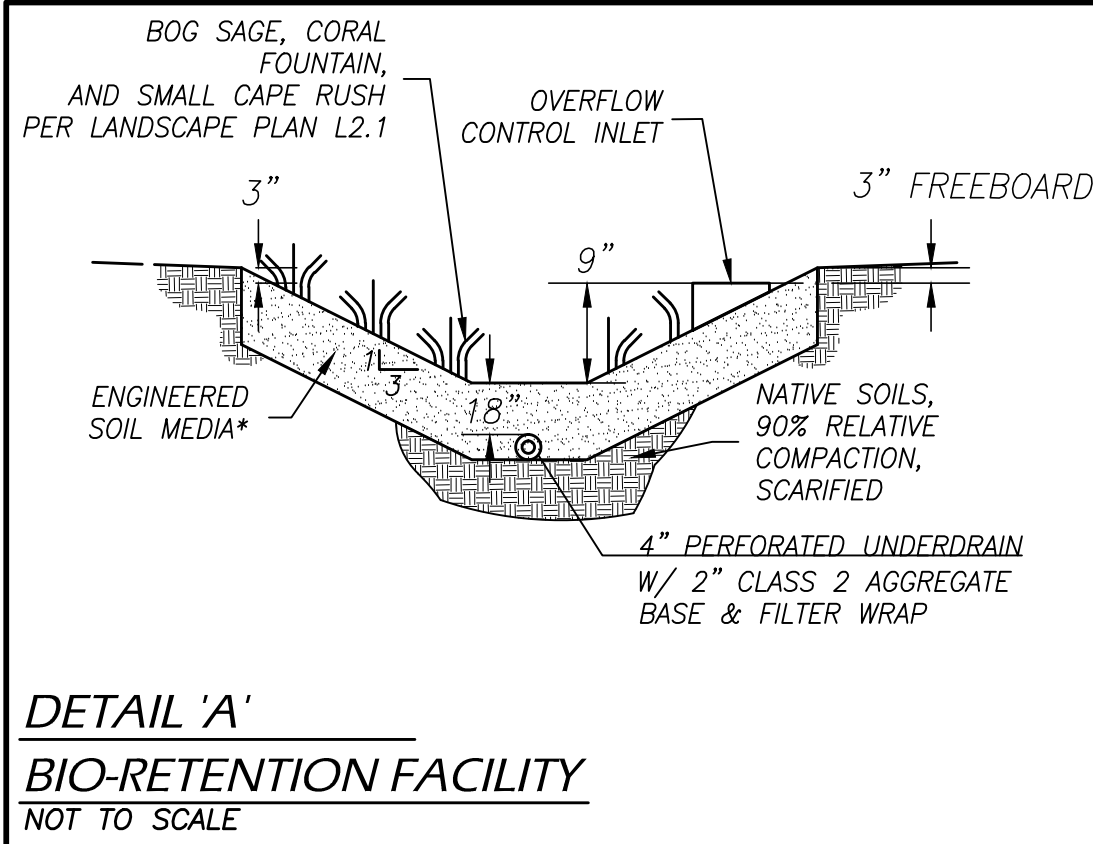 BOG SAGE, CORAL
FOUNTAIN,
AND SMALL CAPE RUSH
PER LANDSCAPE PLAN L2.1
OVERFLOW
CONTROL INLET
3”
3” FREEBOARD
9”
1
3
18”
ENGINEERED
SOIL MEDIA*
NATIVE SOILS,
90% RELATIVE
COMPACTION,
SCARIFIED
4” PERFORATED UNDERDRAIN
W/ 2” CLASS 2 AGGREGATE
BASE & FILTER WRAP
DETAIL 'A'
BIO-RETENTION FACILITY
NOT TO SCALE